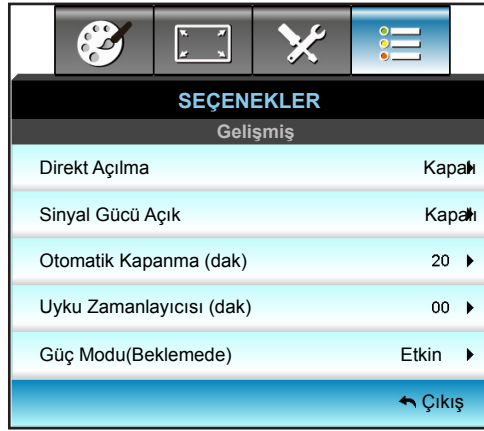 SEÇENEKLER
Gelişmiş
Direkt Açılma Kapalı
Sinyal Gücü Açık Kapalı
Otomatik Kapanma (dak) 20
Uyku Zamanlayıcısı (dak) 00
Güç Modu(Beklemede) Etkin
Çıkış